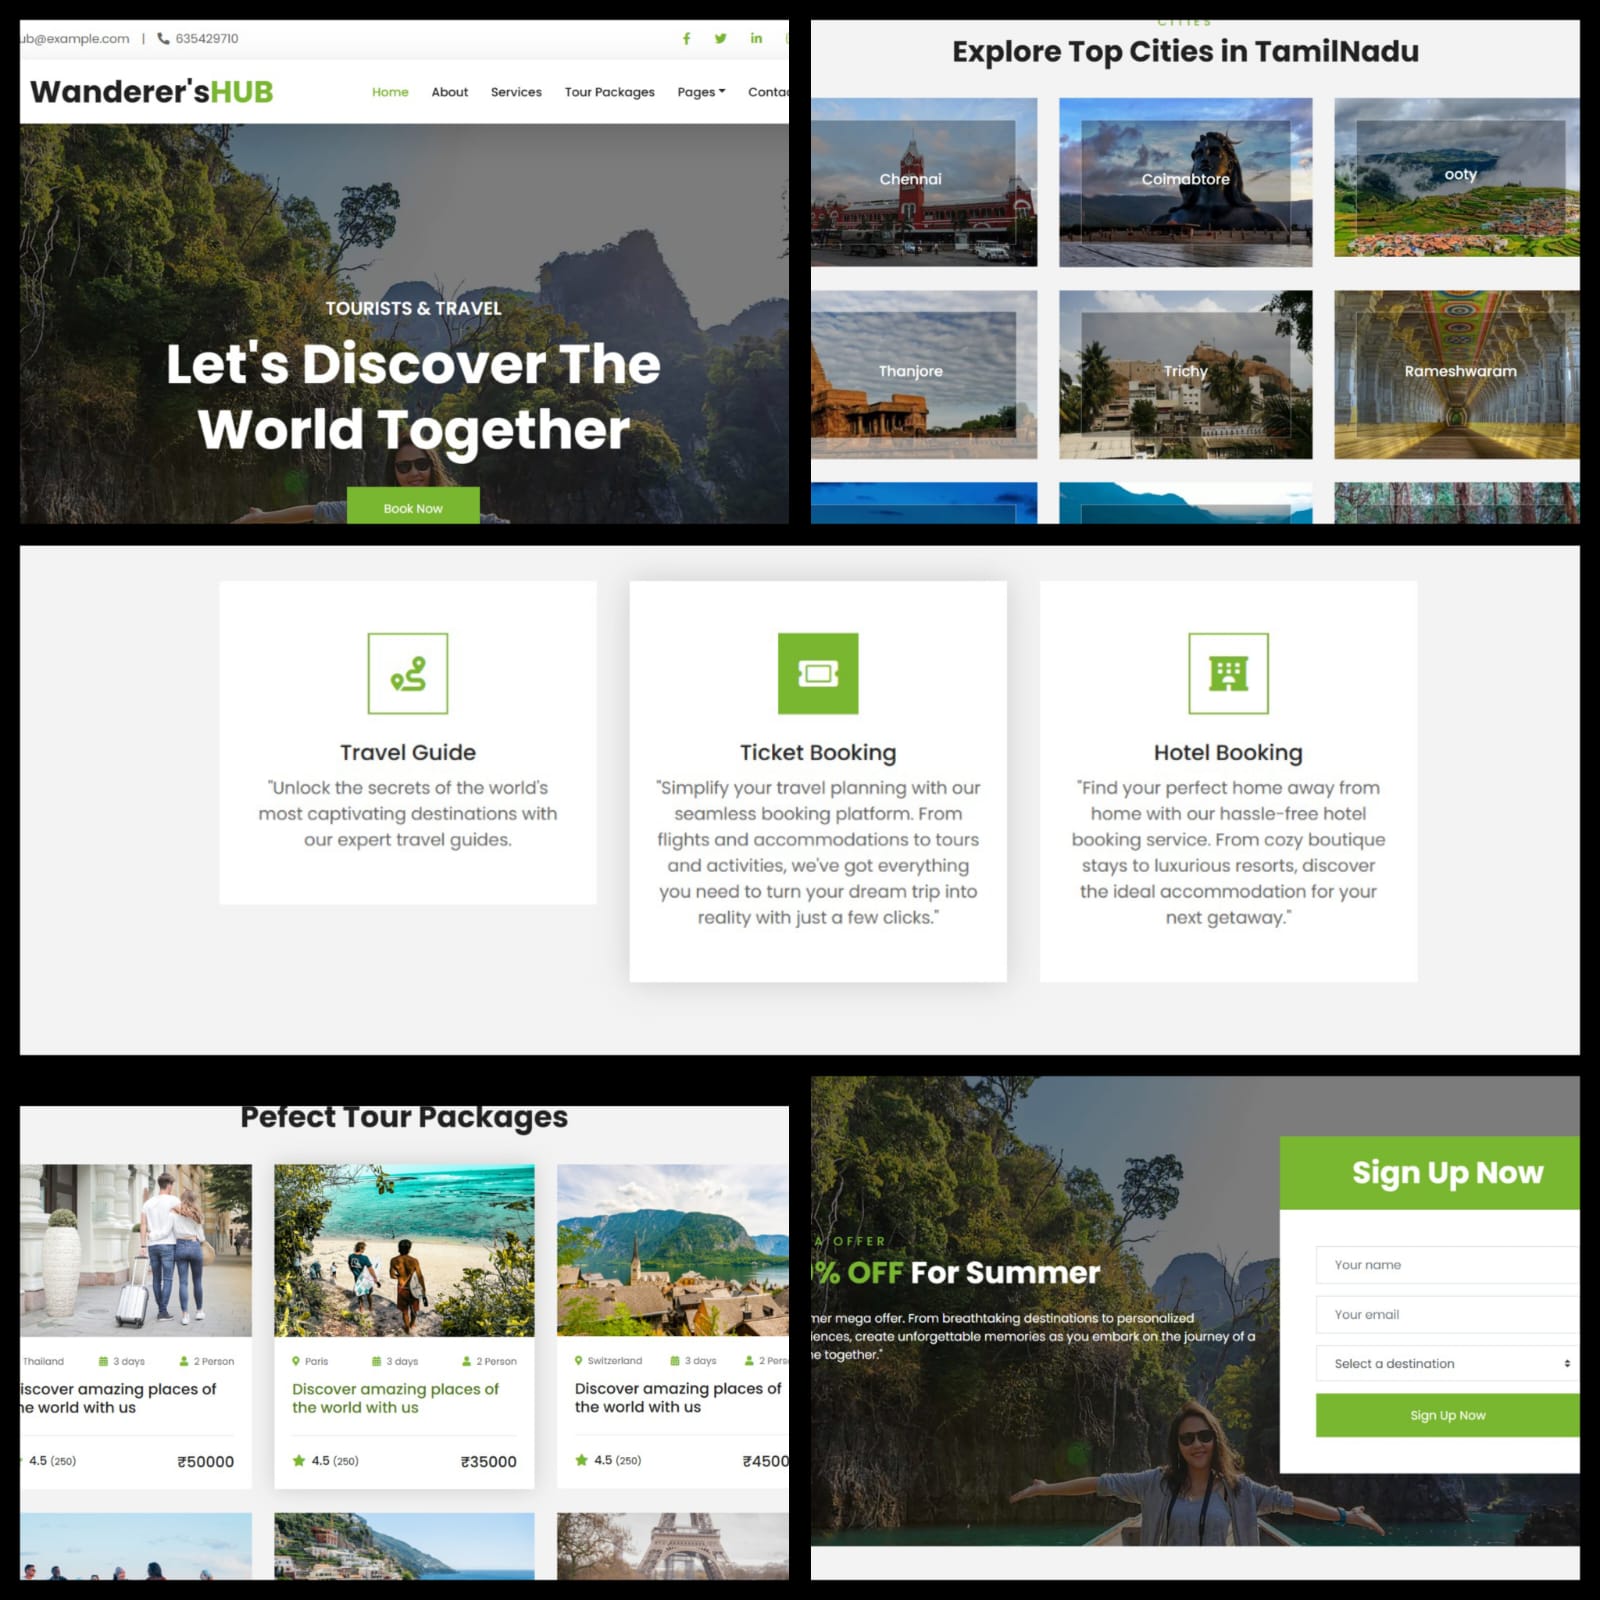 ub@example.com | 635429710
Wanderer'sHUB
Home About Services Tour Packages Pages
TOURISTS & TRAVEL
Let's Discover The
World Together
Book Now
CITIES
Explore Top Cities in TamilNadu
Chennai Coimabtore ooty
Thanjore Trichy Rameshwaram
Travel Guide
"Unlock the secrets of the world's
most captivating destinations with
our expert travel guides.
Ticket Booking
"Simplify your travel planning with our
seamless booking platform. From
flights and accommodations to tours
and activities, we've got everything
you need to turn your dream trip into
reality with just a few clicks."
Hotel Booking
"Find your perfect home away from
home with our hassle-free hotel
booking service. From cozy boutique
stays to luxurious resorts, discover
the ideal accommodation for your
next getaway."
Pefect Tour Packages
Thailand 3 days 2 Person
iscover amazing places of
the world with us
4.5 (250) ₹50000
Paris 3 days 2 Person
Discover amazing places of
the world with us
4.5 (250) ₹35000
Switzerland 3 days 2 Pers
Discover amazing places of
the world with us
4.5 (250) ₹4500
A OFFER
% OFF For Summer
mer mega offer. From breathtaking destinations to personalized
iences, create unforgettable memories as you embark on the journey of a
e together."
Sign Up Now
Your name
Your email
Select a destination
Sign Up Now